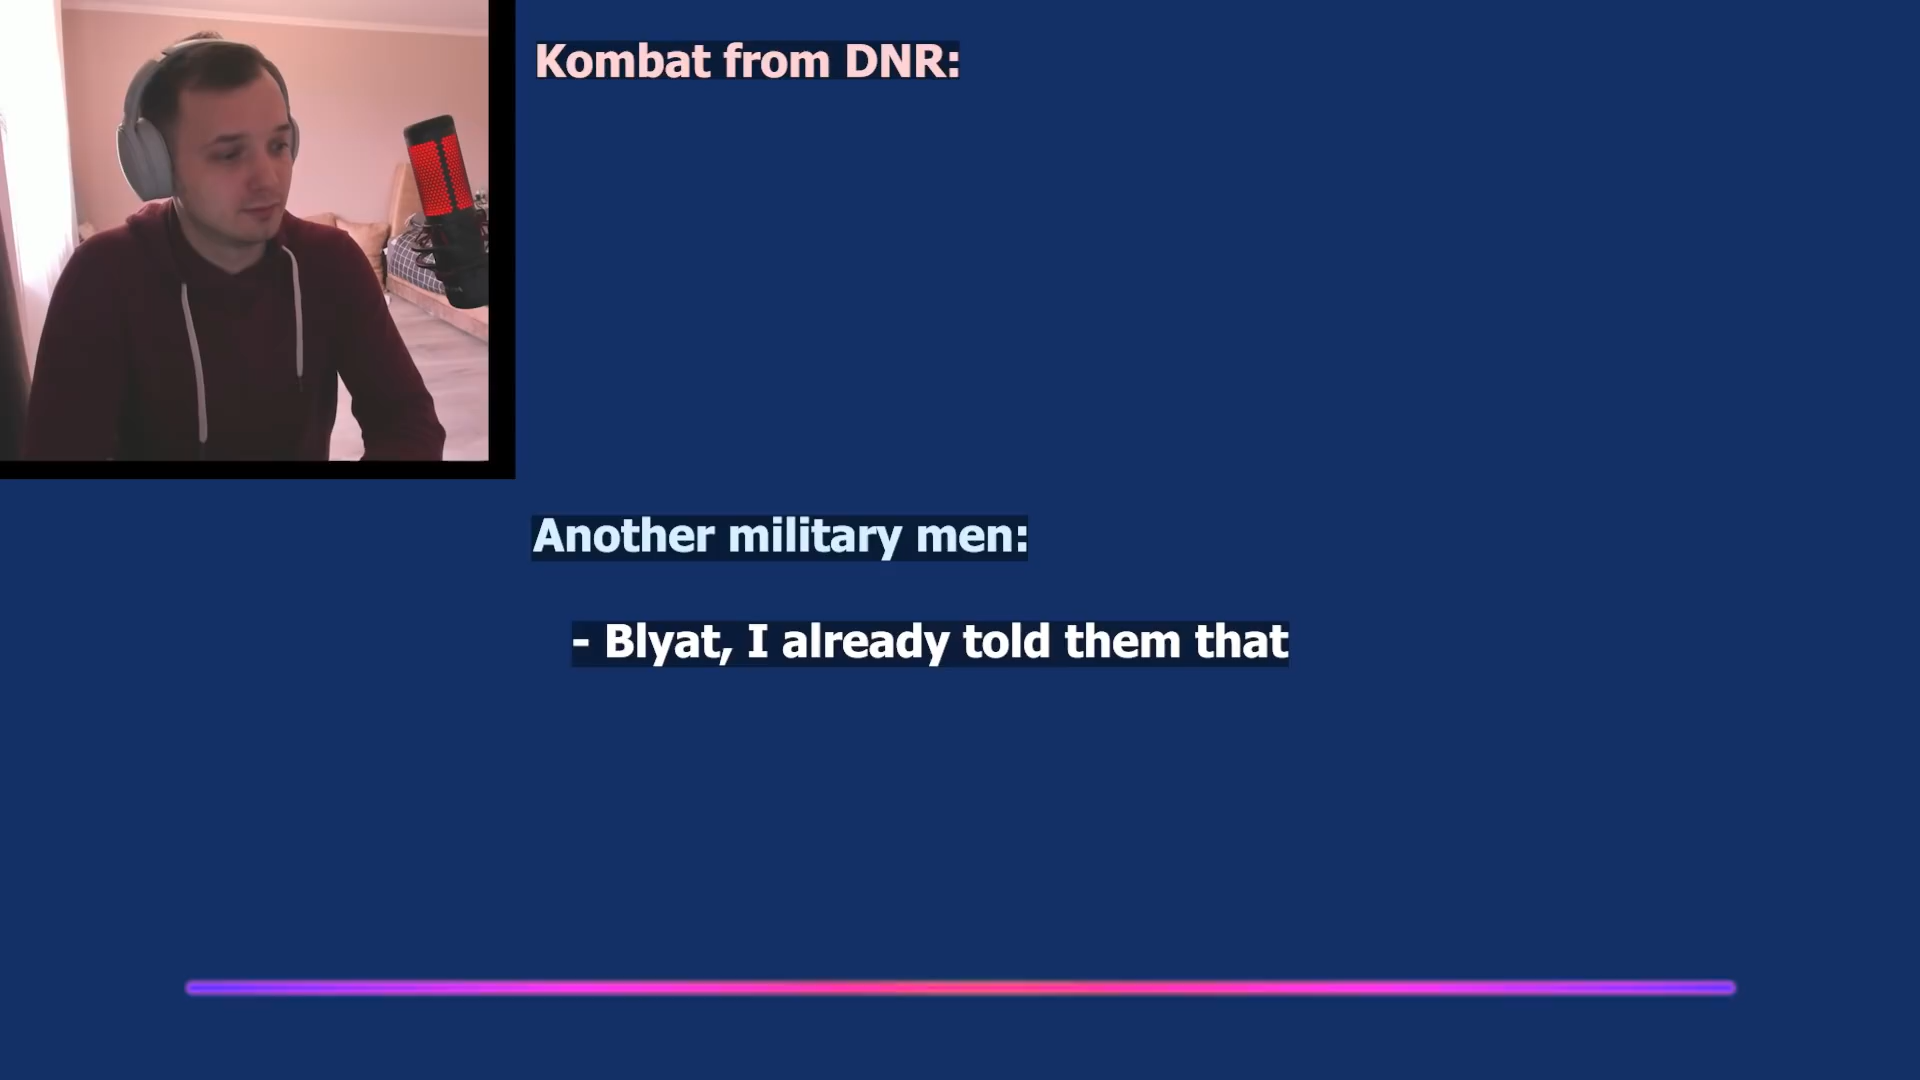 Kombat from DNR:
Another military men:
- Blyat, I already told them that